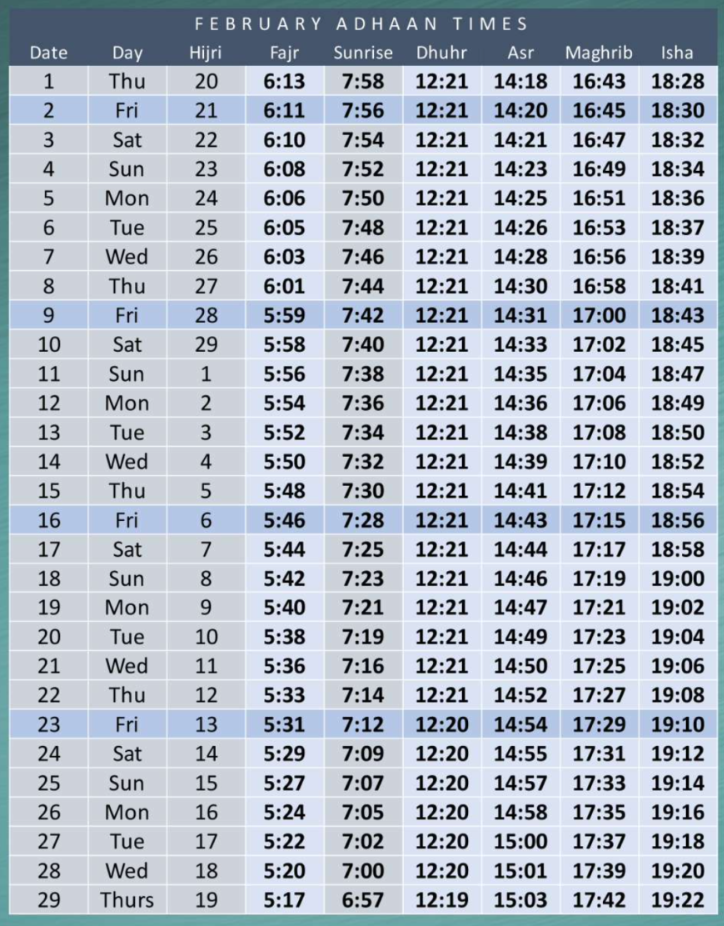 FEBRUARY ADHAAN TIMES
Date Day Hijri Fajr Sunrise Dhuhr Asr Maghrib Isha
1 Thu 20 6:13 7:58 12:21 14:18 16:43 18:28
2 Fri 21 6:11 7:56 12:21 14:20 16:45 18:30
3 Sat 22 6:10 7:54 12:21 14:21 16:47 18:32
4 Sun 23 6:08 7:52 12:21 14:23 16:49 18:34
5 Mon 24 6:06 7:50 12:21 14:25 16:51 18:36
6 Tue 25 6:05 7:48 12:21 14:26 16:53 18:37
7 Wed 26 6:03 7:46 12:21 14:28 16:56 18:39
8 Thu 27 6:01 7:44 12:21 14:30 16:58 18:41
9 Fri 28 5:59 7:42 12:21 14:31 17:00 18:43
10 Sat 29 5:58 7:40 12:21 14:33 17:02 18:45
11 Sun 1 5:56 7:38 12:21 14:35 17:04 18:47
12 Mon 2 5:54 7:36 12:21 14:36 17:06 18:49
13 Tue 3 5:52 7:34 12:21 14:38 17:08 18:50
14 Wed 4 5:50 7:32 12:21 14:39 17:10 18:52
15 Thu 5 5:48 7:30 12:21 14:41 17:12 18:54
16 Fri 6 5:46 7:28 12:21 14:43 17:15 18:56
17 Sat 7 5:44 7:25 12:21 14:44 17:17 18:58
18 Sun 8 5:42 7:23 12:21 14:46 17:19 19:00
19 Mon 9 5:40 7:21 12:21 14:47 17:21 19:02
20 Tue 10 5:38 7:19 12:21 14:49 17:23 19:04
21 Wed 11 5:36 7:16 12:21 14:50 17:25 19:06
22 Thu 12 5:33 7:14 12:21 14:52 17:27 19:08
23 Fri 13 5:31 7:12 12:20 14:54 17:29 19:10
24 Sat 14 5:29 7:09 12:20 14:55 17:31 19:12
25 Sun 15 5:27 7:07 12:20 14:57 17:33 19:14
26 Mon 16 5:24 7:05 12:20 14:58 17:35 19:16
27 Tue 17 5:22 7:02 12:20 15:00 17:37 19:18
28 Wed 18 5:20 7:00 12:20 15:01 17:39 19:20
29 Thurs 19 5:17 6:57 12:19 15:03 17:42 19:22